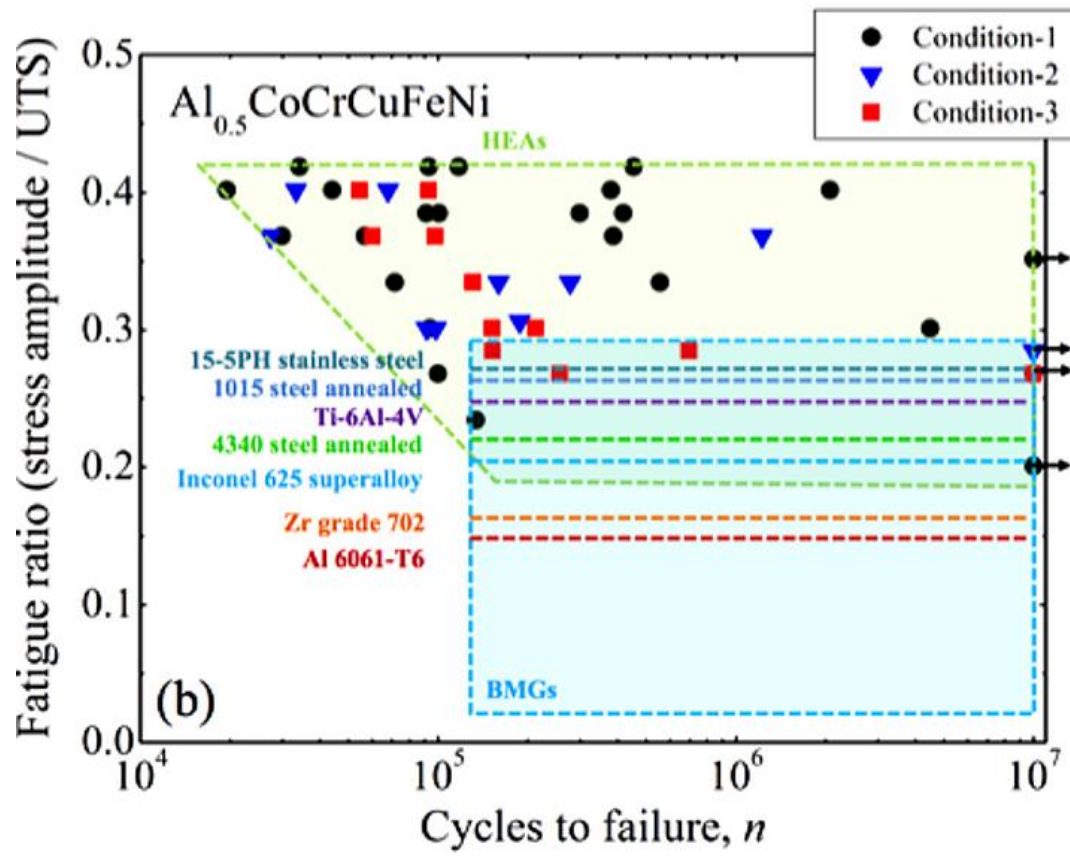 Condition-1
Condition-2
Condition-3
Fatigue ratio (stress amplitude / UTS)
0.5
0.4
0.3
0.2
0.1
0.0
Al0.5CoCrCuFeNi
HEAs
15-5PH stainless steel
1015 steel annealed
Ti-6Al-4V
4340 steel annealed
Inconel 625 superalloy
Zr grade 702
Al 6061-T6
BMGs
(b)
10^4 10^5 10^6 10^7
Cycles to failure, n